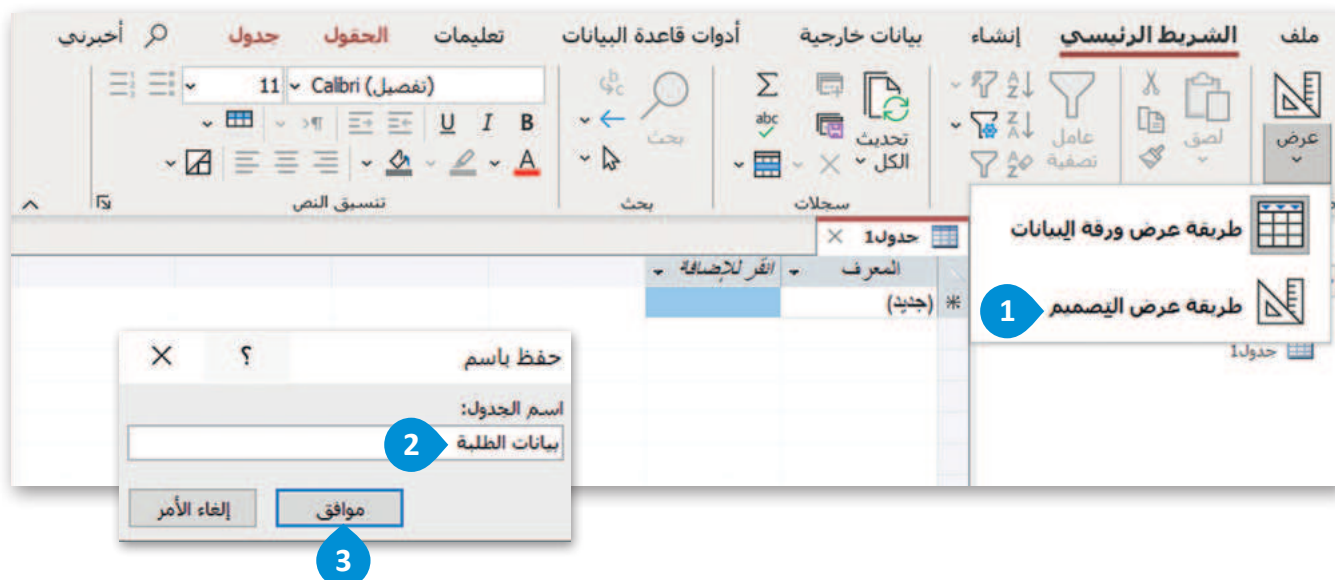 ملف الشريط الرئيسي إنشاء بيانات خارجية أدوات قاعدة البيانات تعليمات الحقول جدول أخبرني
عرض
لصق
عامل تصفية
تحديث الكل
بحث
Calibri (تفصيل) 11
B I U
سجلات
بحث
تنسيق النص
طريقة عرض ورقة البيانات
1 طريقة عرض التصميم
جدول1
جدول1
المعرف انقر للإضافة
(جديد)
حفظ باسم
اسم الجدول:
بيانات الطلبة 2
موافق إلغاء الأمر
3